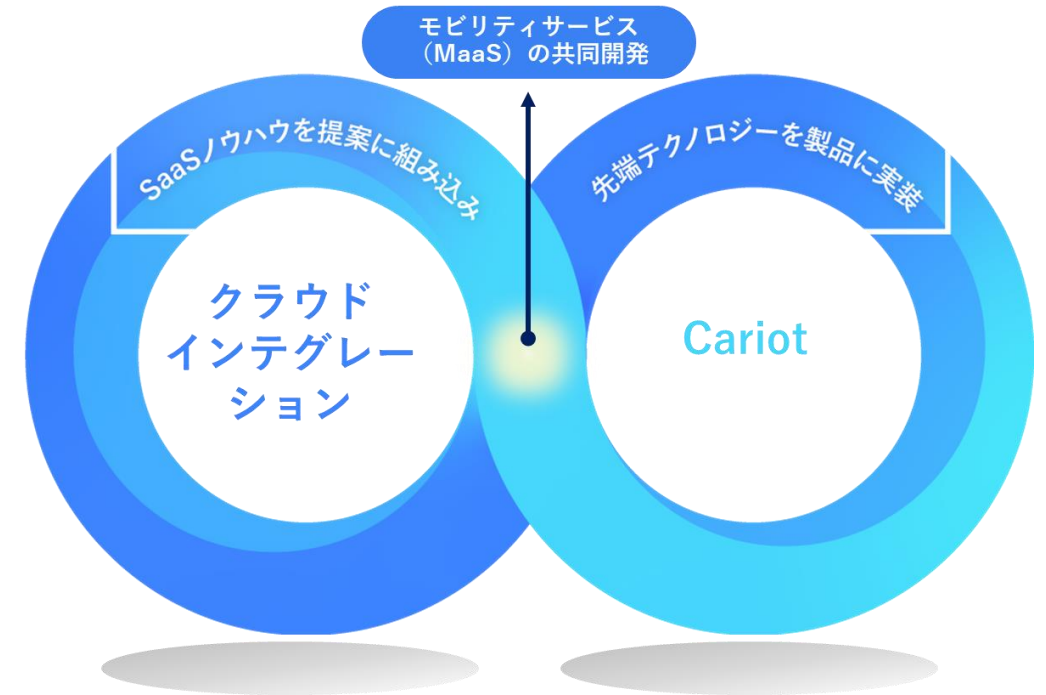 モビリティサービス
（MaaS）の共同開発
SaaSノウハウを提案に組み込み
先端テクノロジーを製品に実装
クラウド
インテグレー
ション
Cariot